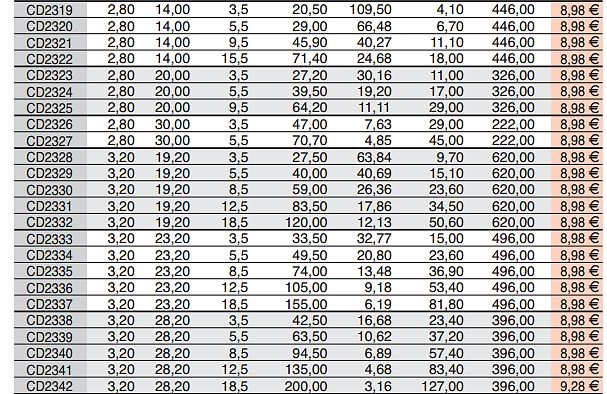 CD2319 2,80 14,00 3,5 20,50 109,50 4,10 446,00 8,98 €
CD2320 2,80 14,00 5,5 29,00 66,48 6,70 446,00 8,98 €
CD2321 2,80 14,00 9,5 45,90 40,27 11,10 446,00 8,98 €
CD2322 2,80 14,00 15,5 71,40 24,68 18,00 446,00 8,98 €
CD2323 2,80 20,00 3,5 27,20 30,16 11,00 326,00 8,98 €
CD2324 2,80 20,00 5,5 39,50 19,20 17,00 326,00 8,98 €
CD2325 2,80 20,00 9,5 64,20 11,11 29,00 326,00 8,98 €
CD2326 2,80 30,00 3,5 47,00 7,63 29,00 222,00 8,98 €
CD2327 2,80 30,00 5,5 70,70 4,85 45,00 222,00 8,98 €
CD2328 3,20 19,20 3,5 27,50 63,84 9,70 620,00 8,98 €
CD2329 3,20 19,20 5,5 40,00 40,69 15,10 620,00 8,98 €
CD2330 3,20 19,20 8,5 59,00 26,36 23,60 620,00 8,98 €
CD2331 3,20 19,20 12,5 83,50 17,86 34,50 620,00 8,98 €
CD2332 3,20 19,20 18,5 120,00 12,13 50,60 620,00 8,98 €
CD2333 3,20 23,20 3,5 33,50 32,77 15,00 496,00 8,98 €
CD2334 3,20 23,20 5,5 49,50 20,80 23,60 496,00 8,98 €
CD2335 3,20 23,20 8,5 74,00 13,48 36,90 496,00 8,98 €
CD2336 3,20 23,20 12,5 105,00 9,18 53,40 496,00 8,98 €
CD2337 3,20 23,20 18,5 155,00 6,19 81,80 496,00 8,98 €
CD2338 3,20 28,20 3,5 42,50 16,68 23,40 396,00 8,98 €
CD2339 3,20 28,20 5,5 63,50 10,62 37,20 396,00 8,98 €
CD2340 3,20 28,20 8,5 94,50 6,89 57,40 396,00 8,98 €
CD2341 3,20 28,20 12,5 135,00 4,68 83,40 396,00 8,98 €
CD2342 3,20 28,20 18,5 200,00 3,16 127,00 396,00 9,28 €